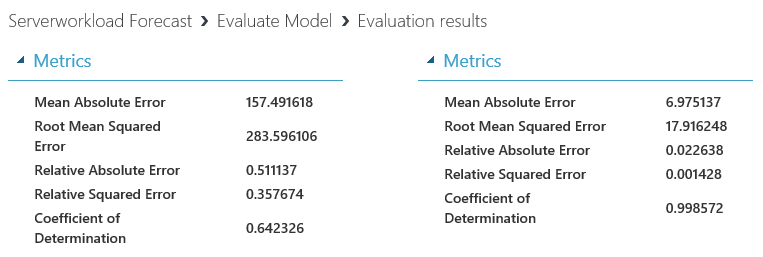 Serverworkload Forecast › Evaluate Model › Evaluation results
Metrics
Mean Absolute Error 157.491618
Root Mean Squared
Error 283.596106
Relative Absolute Error 0.511137
Relative Squared Error 0.357674
Coefficient of
Determination 0.642326
Metrics
Mean Absolute Error 6.975137
Root Mean Squared Error 17.916248
Relative Absolute Error 0.022638
Relative Squared Error 0.001428
Coefficient of
Determination 0.998572